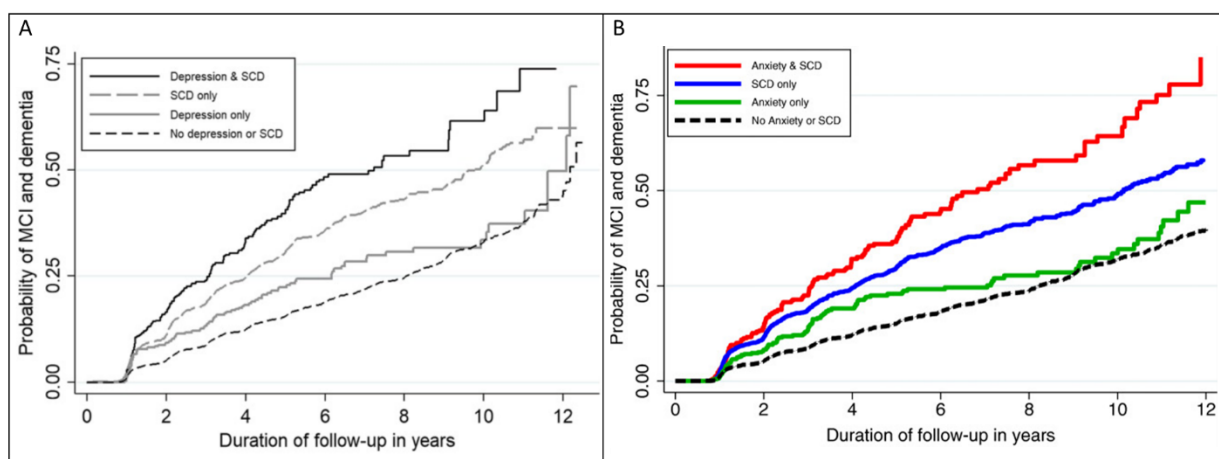 A
Probability of MCI and dementia
0.75
0.50
0.25
0.00
Depression & SCD
SCD only
Depression only
No depression or SCD
0 2 4 6 8 10 12
Duration of follow-up in years
B
Probability of MCI and dementia
0.75
0.50
0.25
0.00
Anxiety & SCD
SCD only
Anxiety only
No Anxiety or SCD
0 2 4 6 8 10 12
Duration of follow-up in years